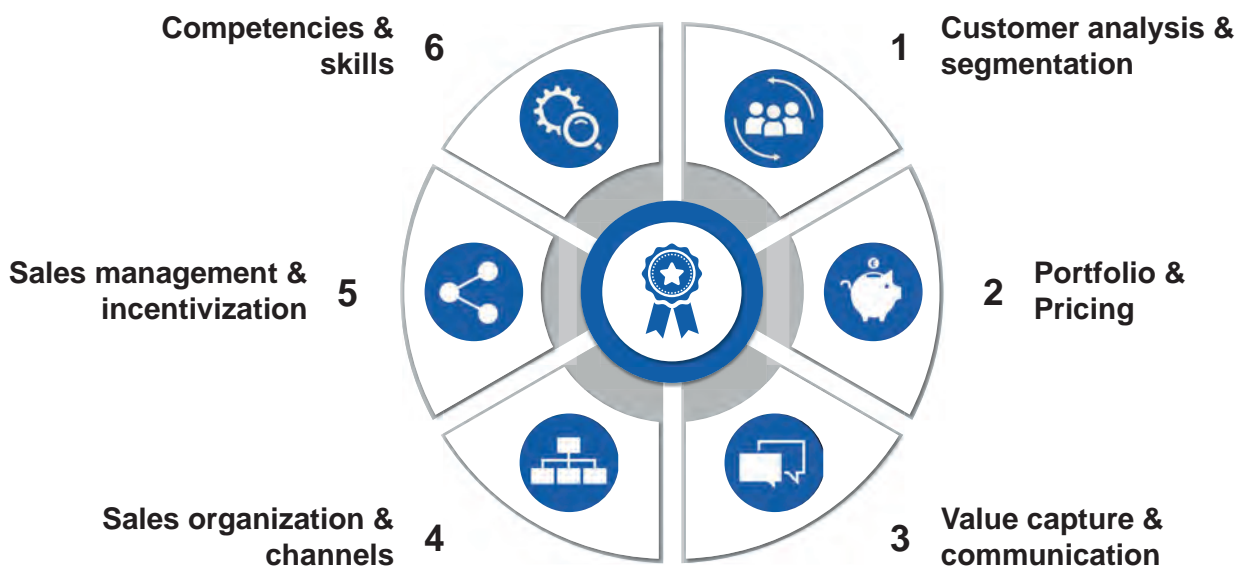 1
Customer analysis &
segmentation
2
Portfolio &
Pricing
€
3
Value capture &
communication
4
Sales organization &
channels
5
Sales management &
incentivization
6
Competencies &
skills